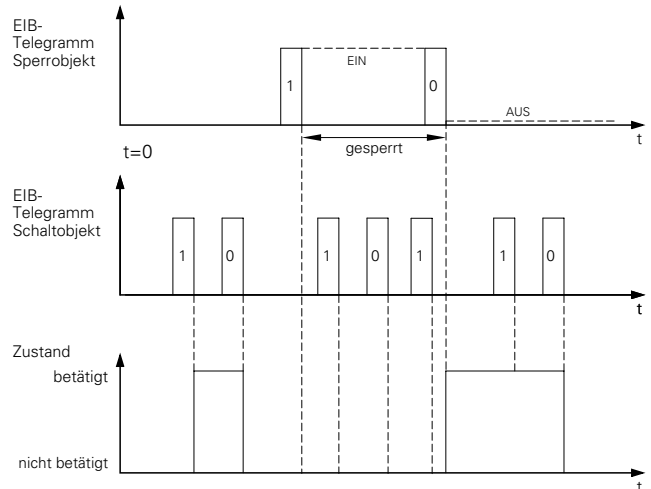 EIB-
Telegramm
Sperrobjekt
EIN
1
0
AUS
t
t=0
gesperrt
EIB-
Telegramm
Schaltobjekt
1
0
1
0
1
1
0
t
Zustand
betätigt
nicht betätigt
t